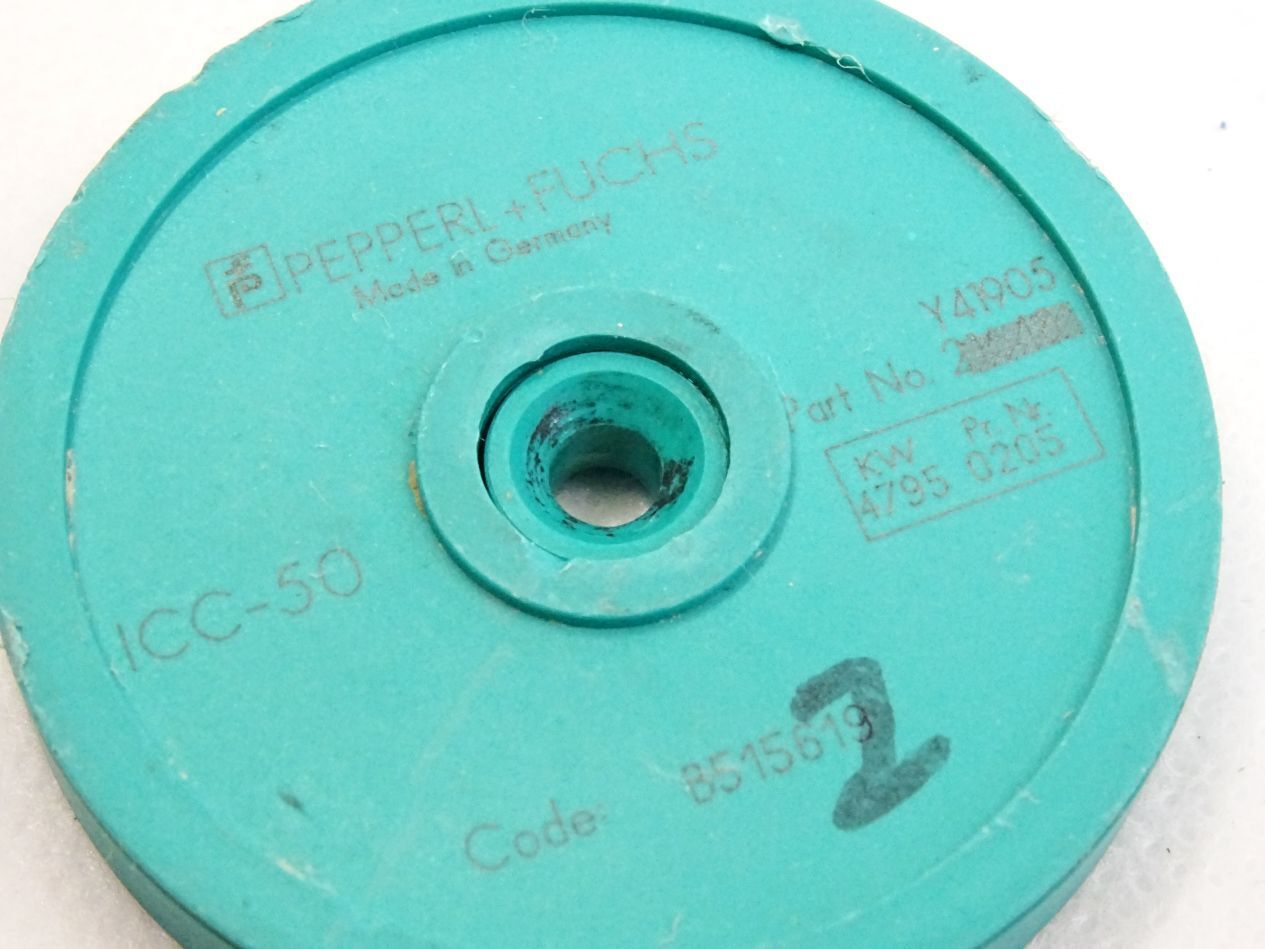 PEPPERL+FUCHS
Made in Germany
Y41905
Part No.
KW Pr. Nr.
4795 0205
ICC-50
Code: B515619
2